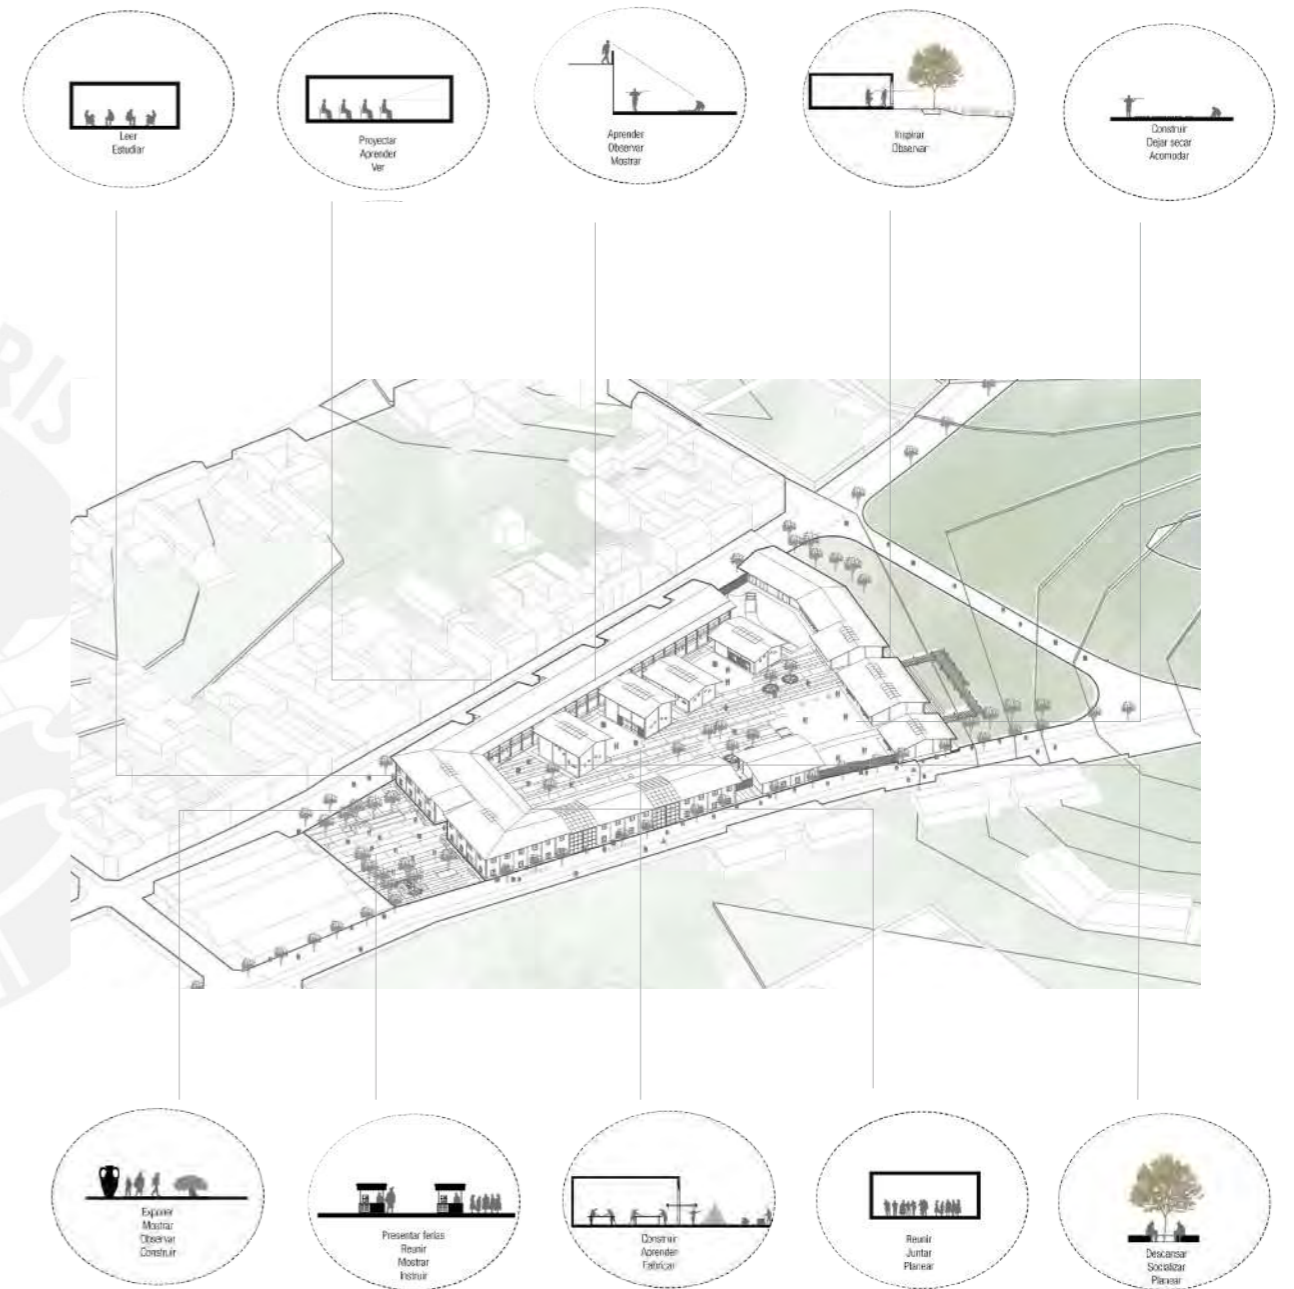 Leer
Estudiar
Proyectar
Aprender
Ver
Aprender
Observar
Mostrar
Inspirar
Observar
Construir
Dejar secar
Acomodar
RIS
Exponer
Mostrar
Observar
Construir
Presentar ferias
Reunir
Mostrar
Instruir
Construir
Aprender
Fabricar
Reunir
Juntar
Planear
Descansar
Socializar
Planear